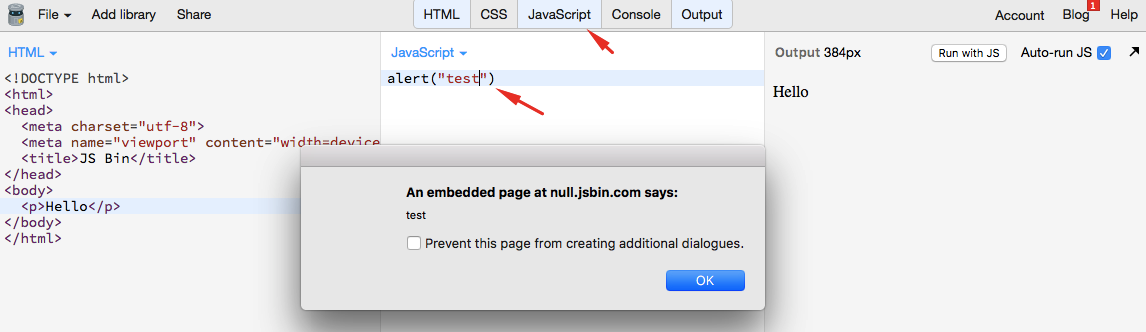 File Add library Share HTML CSS JavaScript Console Output Account Blog 1 Help
HTML
<!DOCTYPE html>
<html>
<head>
<meta charset="utf-8">
<meta name="viewport" content="width=device
<title>JS Bin</title>
</head>
<body>
<p>Hello</p>
</body>
</html>
JavaScript
alert("test")
Output 384px Run with JS Auto-run JS
Hello
An embedded page at null.jsbin.com says:
test
Prevent this page from creating additional dialogues.
OK